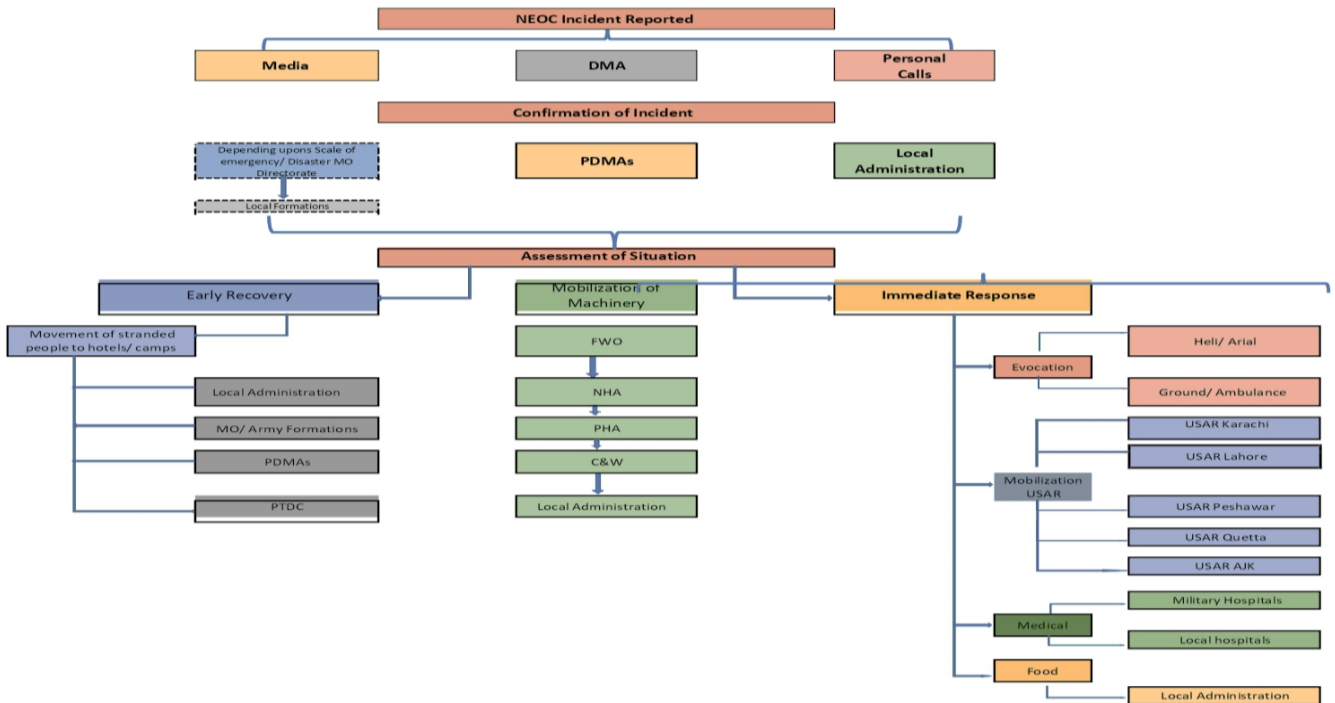 NEOC Incident Reported
Media
DMA
Personal
Calls
Confirmation of Incident
Depending upons Scale of
emergency/ Disaster MO
Directorate
PDMAs
Local
Administration
Local Formations
Assessment of Situation
Early Recovery
Mobilization of
Machinery
Immediate Response
Movement of stranded
people to hotels/ camps
Local Administration
MO/ Army Formations
PDMAs
PTDC
FWO
NHA
PHA
C&W
Local Administration
Evocation
Heli/ Arial
Ground/ Ambulance
Mobilization
USAR
USAR Karachi
USAR Lahore
USAR Peshawar
USAR Quetta
USAR AJK
Medical
Military Hospitals
Local hospitals
Food
Local Administration